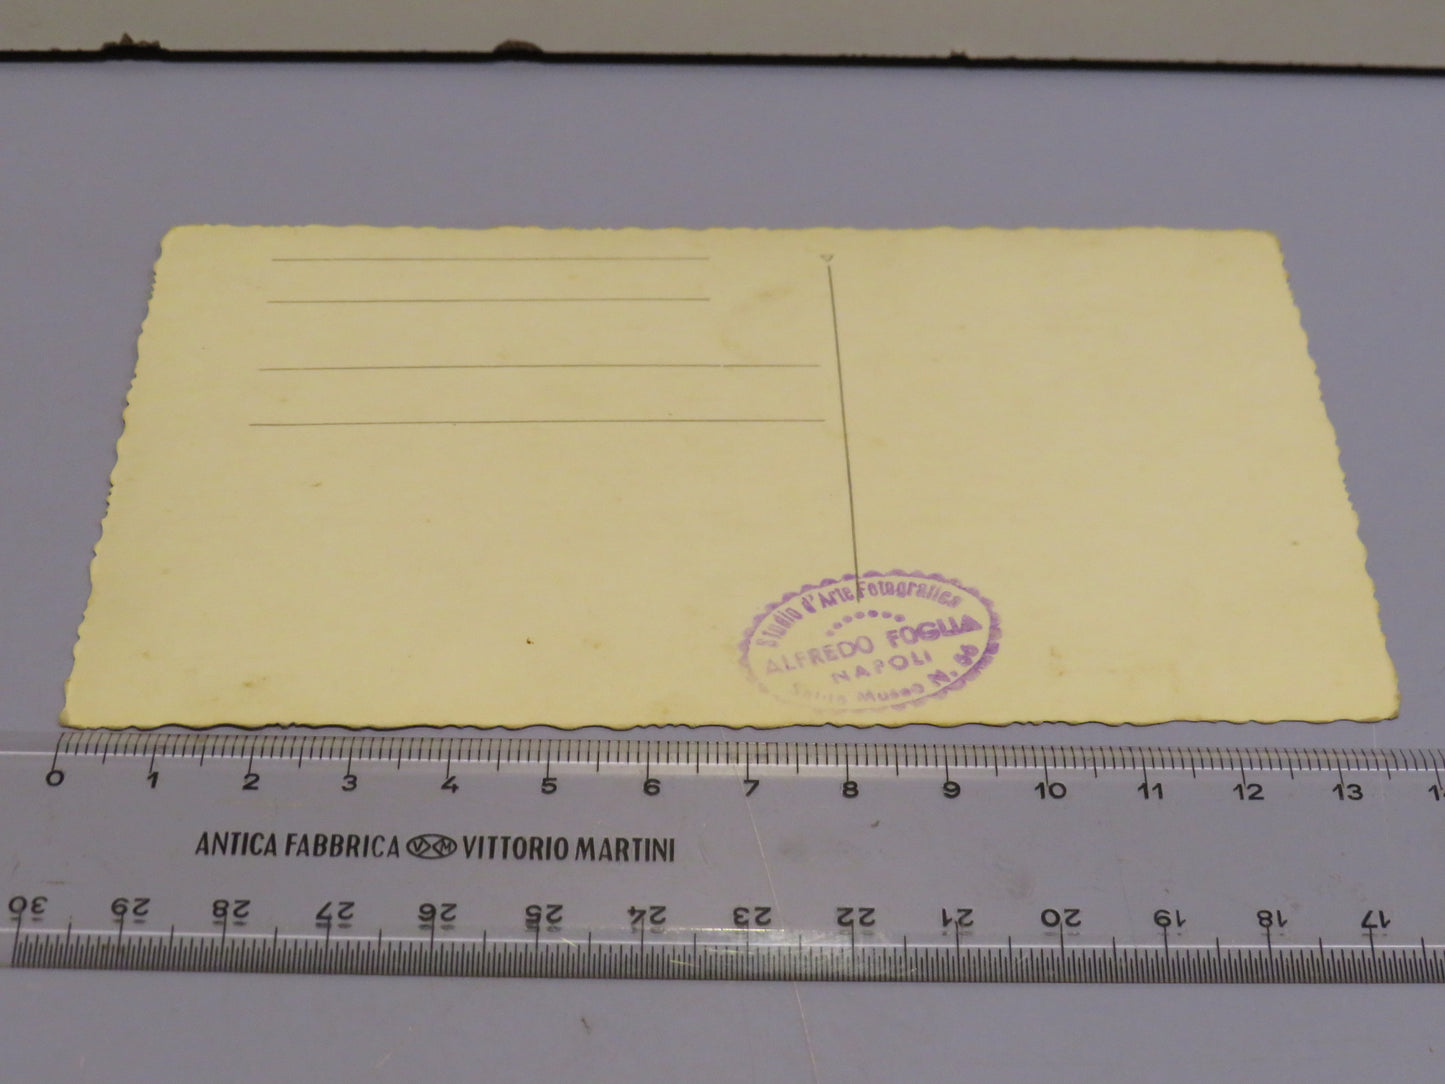 Studio d'Arte Fotografica
ALFREDO FOGLIA
NAPOLI
Museo N.
0 1 2 3 4 5 6 7 8 9 10 11 12 13
ANTICA FABBRICA VM VITTORIO MARTINI
30 29 28 27 26 25 24 23 22 21 20 19 18 17